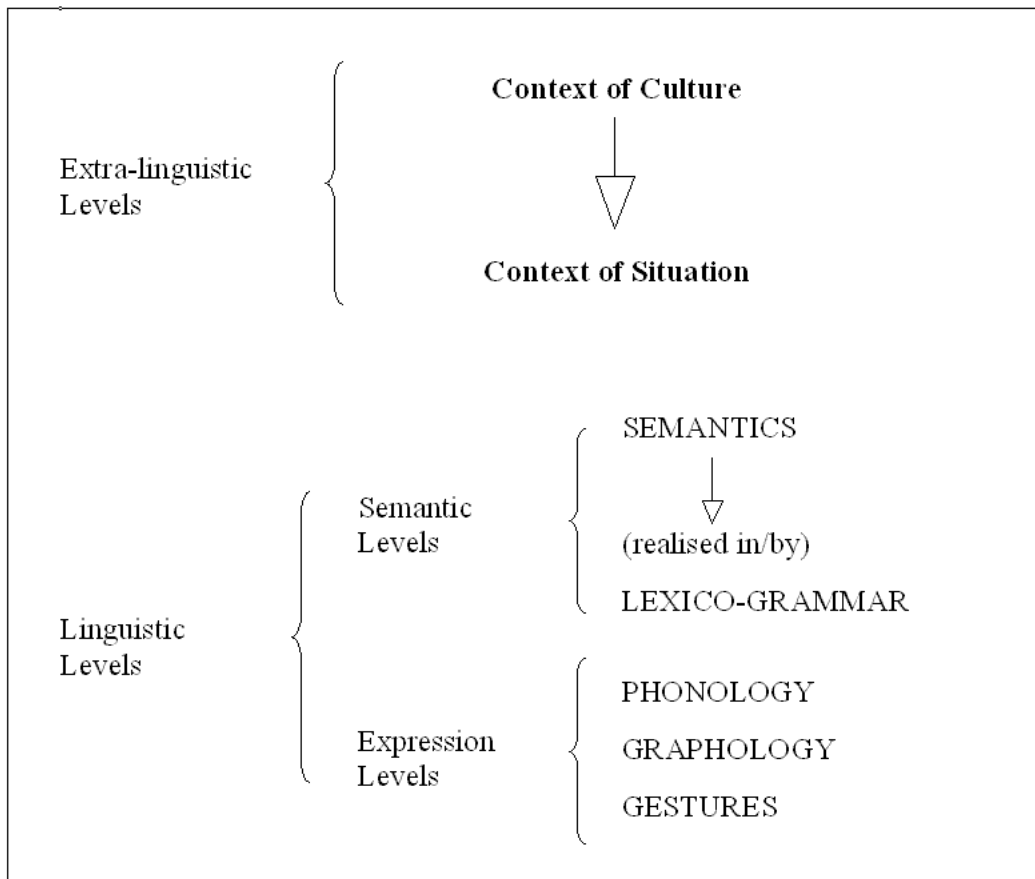 Context of Culture
Extra-linguistic
Levels
Context of Situation
SEMANTICS
Semantic
Levels
(realised in/by)
LEXICO-GRAMMAR
Linguistic
Levels
PHONOLOGY
Expression
Levels
GRAPHOLOGY
GESTURES